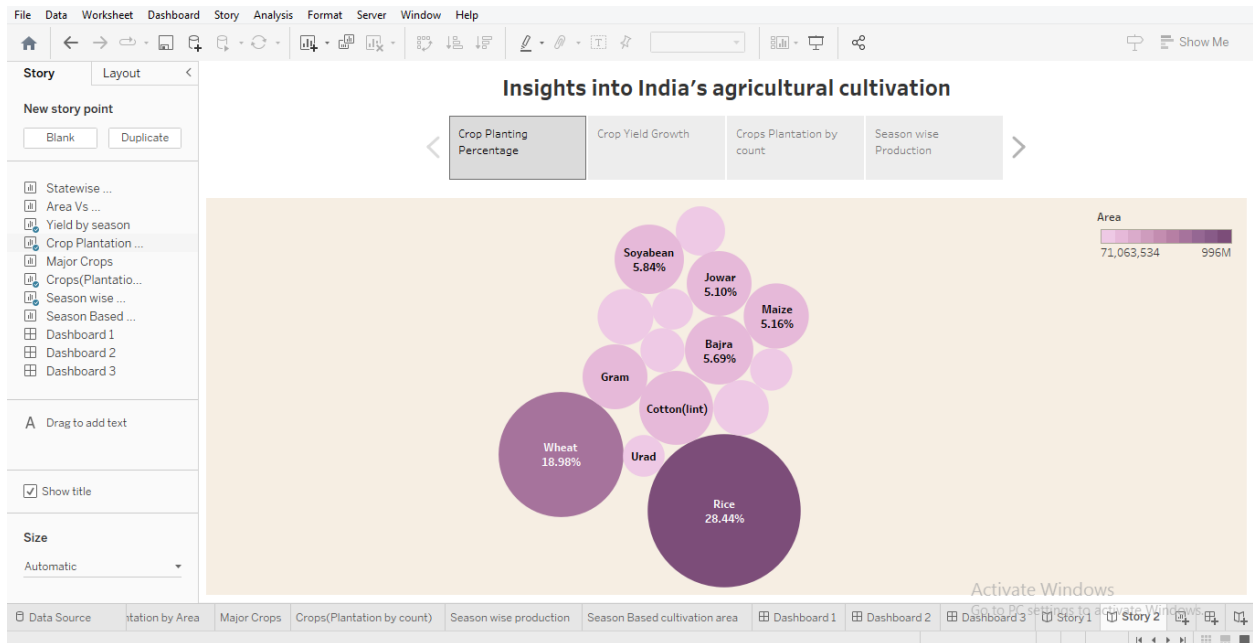 File Data Worksheet Dashboard Story Analysis Format Server Window Help
Show Me
Story Layout
New story point
Blank Duplicate
Statewise ...
Area Vs ...
Yield by season
Crop Plantation ...
Major Crops
Crops(Plantatio...
Season wise ...
Season Based ...
Dashboard 1
Dashboard 2
Dashboard 3
A Drag to add text
Show title
Size
Automatic
Insights into India's agricultural cultivation
Crop Planting
Percentage
Crop Yield Growth
Crops Plantation by
count
Season wise
Production
Area
71,063,534 996M
Soyabean
5.84%
Jowar
5.10%
Maize
5.16%
Bajra
5.69%
Gram
Cotton(lint)
Wheat
18.98%
Urad
Rice
28.44%
Activate Windows
Go to PC settings to activate Windows.
Data Source ntation by Area Major Crops Crops(Plantation by count) Season wise production Season Based cultivation area Dashboard 1 Dashboard 2 Dashboard 3 Story 1 Story 2